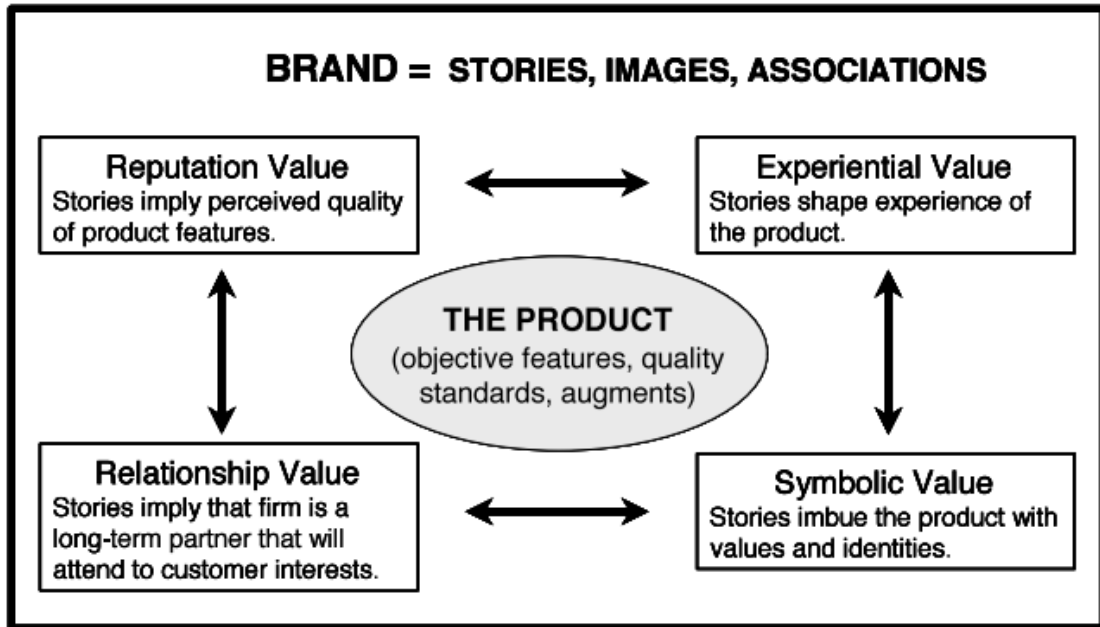 BRAND = STORIES, IMAGES, ASSOCIATIONS
Reputation Value
Stories imply perceived quality
of product features.
Experiential Value
Stories shape experience of
the product.
THE PRODUCT
(objective features, quality
standards, augments)
Relationship Value
Stories imply that firm is a
long-term partner that will
attend to customer interests.
Symbolic Value
Stories imbue the product with
values and identities.